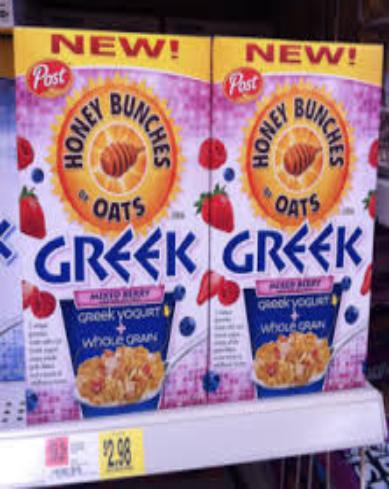 NEW!
Post
HONEY BUNCHES
OF OATS
GREEK
MIXED BERRY
GREEK YOGURT
+
WHOLE GRAIN
NEW!
Post
HONEY BUNCHES
OF OATS
GREEK
MIXED BERRY
GREEK YOGURT
+
WHOLE GRAIN
$2.98